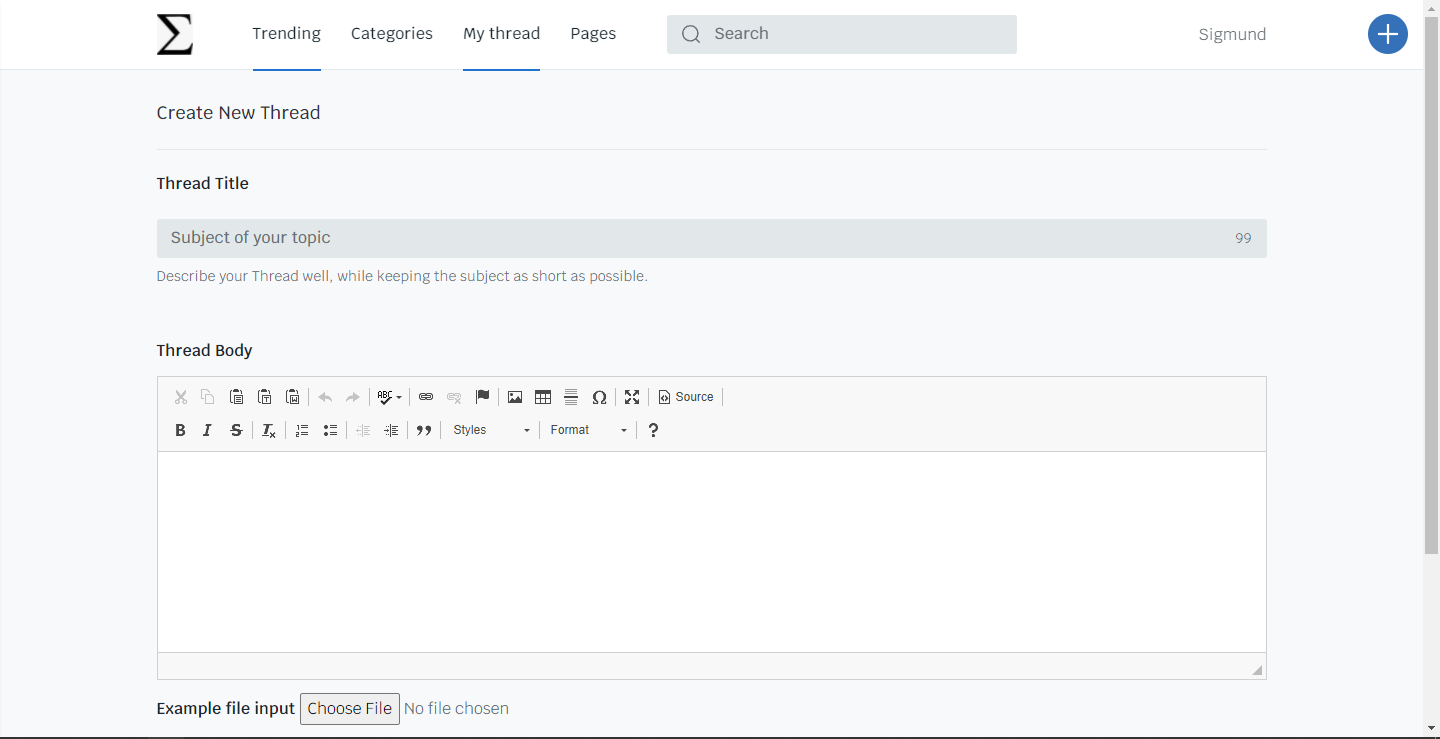 Σ Trending Categories My thread Pages Search Sigmund
Create New Thread
Thread Title
Subject of your topic 99
Describe your Thread well, while keeping the subject as short as possible.
Thread Body
ABC Ω Source
B I S Ix Styles Format ?
Example file input Choose File No file chosen